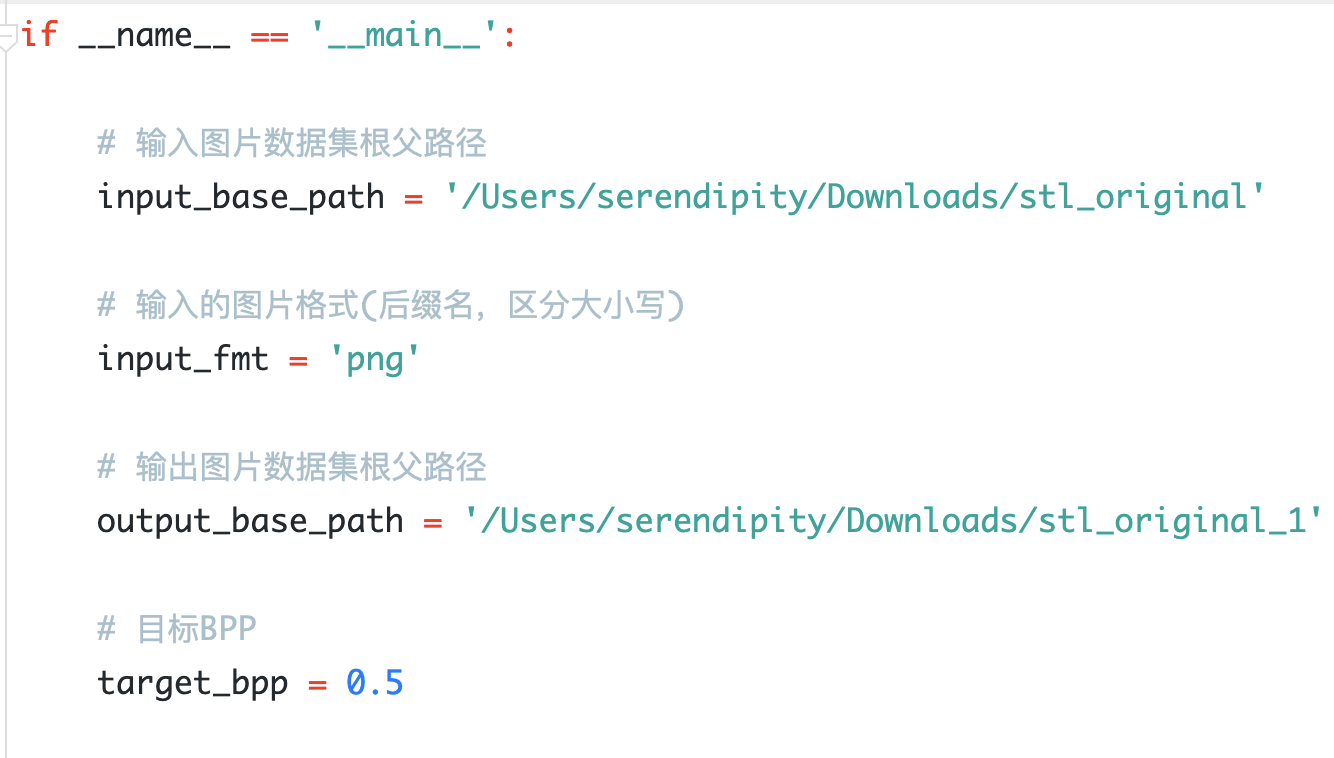 if __name__ == '__main__':
# 输入图片数据集根父路径
input_base_path = '/Users/serendipity/Downloads/stl_original'
# 输入的图片格式(后缀名，区分大小写)
input_fmt = 'png'
# 输出图片数据集根父路径
output_base_path = '/Users/serendipity/Downloads/stl_original_1'
# 目标BPP
target_bpp = 0.5